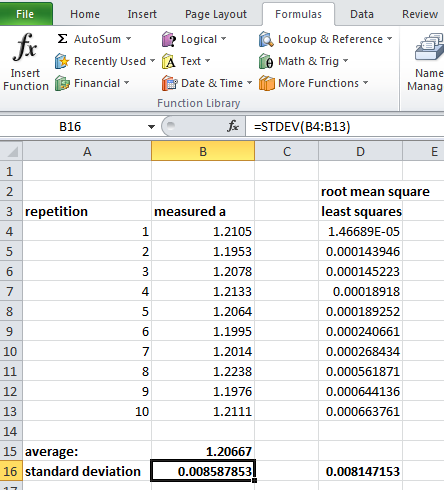 File Home Insert Page Layout Formulas Data Review
fx Σ AutoSum Logical Lookup & Reference
Insert Function Recently Used Text Math & Trig Name Manag
Financial Date & Time More Functions
Function Library
B16 fx =STDEV(B4:B13)
A B C D E
1
2 root mean square
3 repetition measured a least squares
4 1 1.2105 1.46689E-05
5 2 1.1953 0.000143946
6 3 1.2078 0.000145223
7 4 1.2133 0.00018918
8 5 1.2064 0.000189252
9 6 1.1995 0.000240661
10 7 1.2014 0.000268434
11 8 1.2238 0.000561871
12 9 1.1976 0.000644136
13 10 1.2111 0.000663761
14
15 average: 1.20667
16 standard deviation 0.008587853 0.008147153